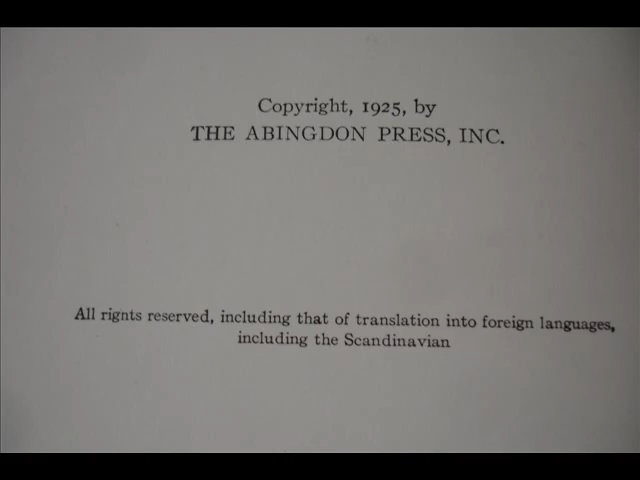 Copyright, 1925, by
THE ABINGDON PRESS, INC.
All rignts reserved, including that of translation into foreign languages,
including the Scandinavian